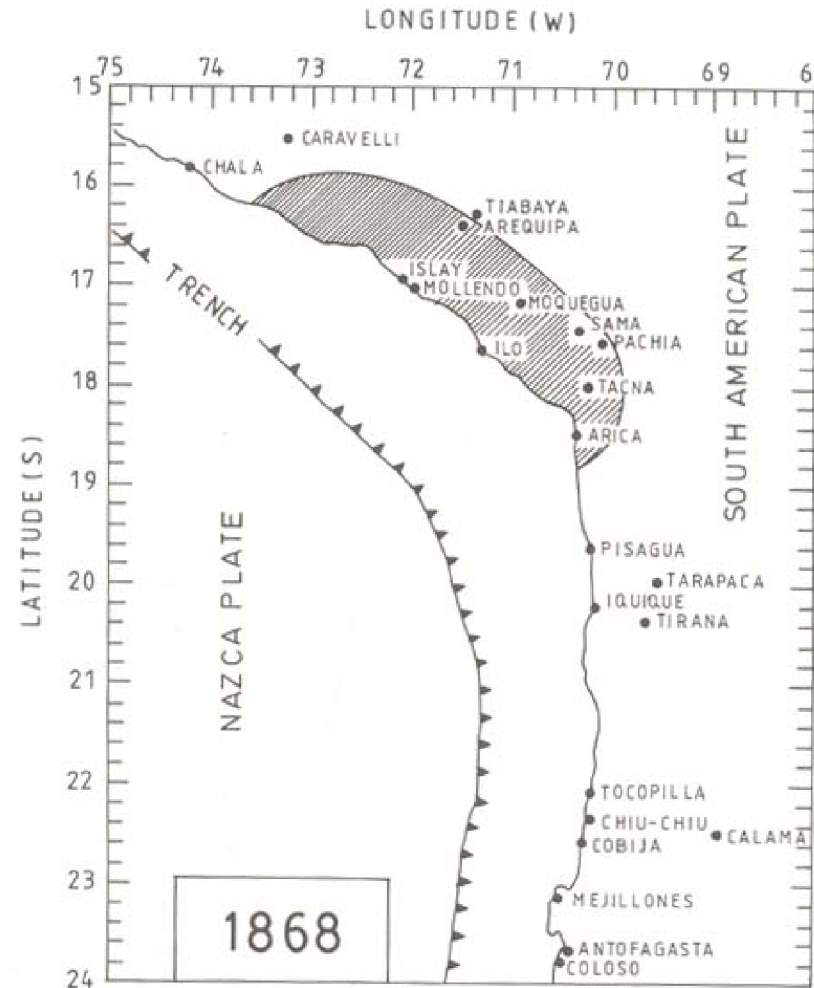 LONGITUDE (W)
75 74 73 72 71 70 69 6
15
CARAVELLI
CHALA
16
TIABAYA
AREQUIPA
ISLAY
17
MOLLENDO
MOQUEGUA
TRENCH
SAMA
PACHIA
ILO
18
TACNA
ARICA
SOUTH AMERICAN PLATE
LATITUDE (S)
19
NAZCA PLATE
PISAGUA
20
TARAPACA
IQUIQUE
TIRANA
21
22
TOCOPILLA
CHIU-CHIU
CALAMA
COBIJA
23
MEJILLONES
1868
ANTOFAGASTA
COLOSO
24